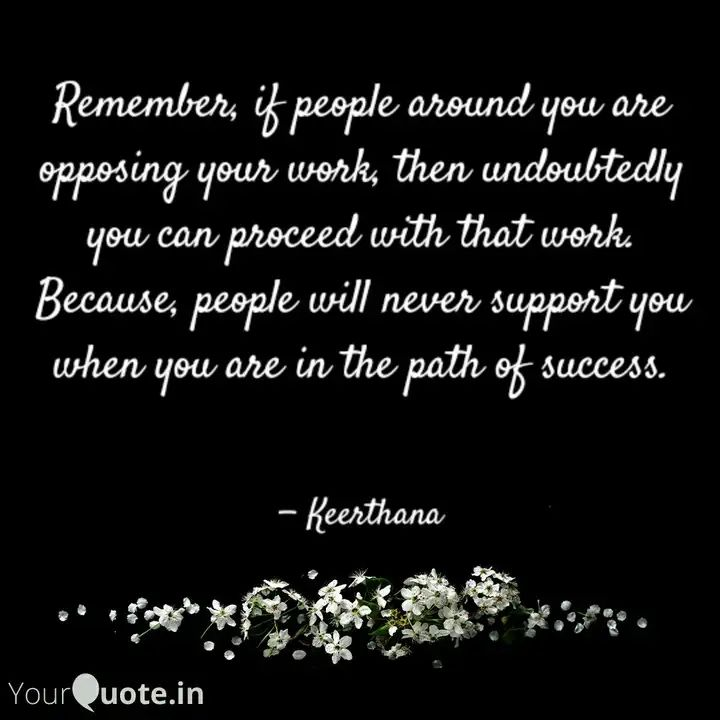 Remember, if people around you are
opposing your work, then undoubtedly
you can proceed with that work.
Because, people will never support you
when you are in the path of success.
– Keerthana
YourQuote.in